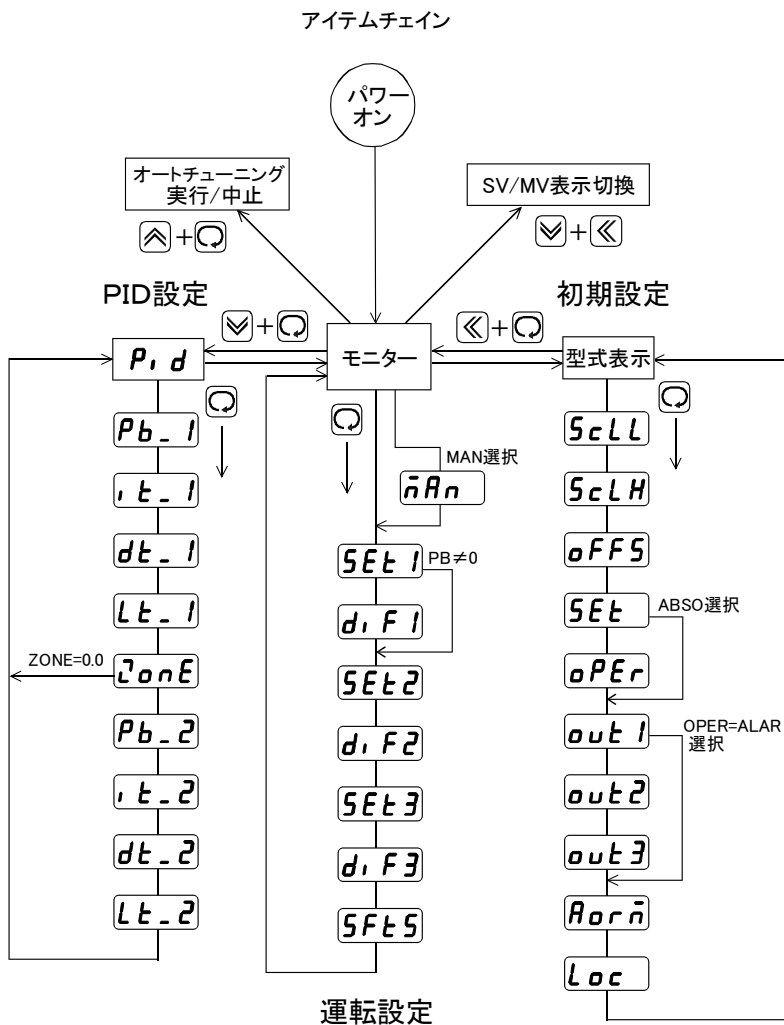 アイテムチェイン
パワー
オン
オートチューニング
実行/中止
SV/MV表示切換
+
+
PID設定
初期設定
+
+
Pid
モニター
型式表示
Pb_1
it_1
dt_1
Lt_1
ZONE=0.0
ZonE
Pb_2
it_2
dt_2
Lt_2
MAN選択
mAn
SEt1
PB≠0
diF1
SEt2
diF2
SEt3
diF3
SFtS
運転設定
ScLL
ScLH
oFFS
SEt
ABSO選択
oPEr
out1
OPER=ALAR
選択
out2
out3
Aorm
Loc